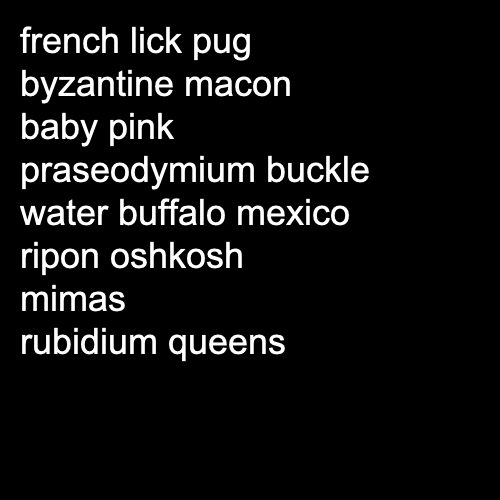 french lick pug
byzantine macon
baby pink
praseodymium buckle
water buffalo mexico
ripon oshkosh
mimas
rubidium queens